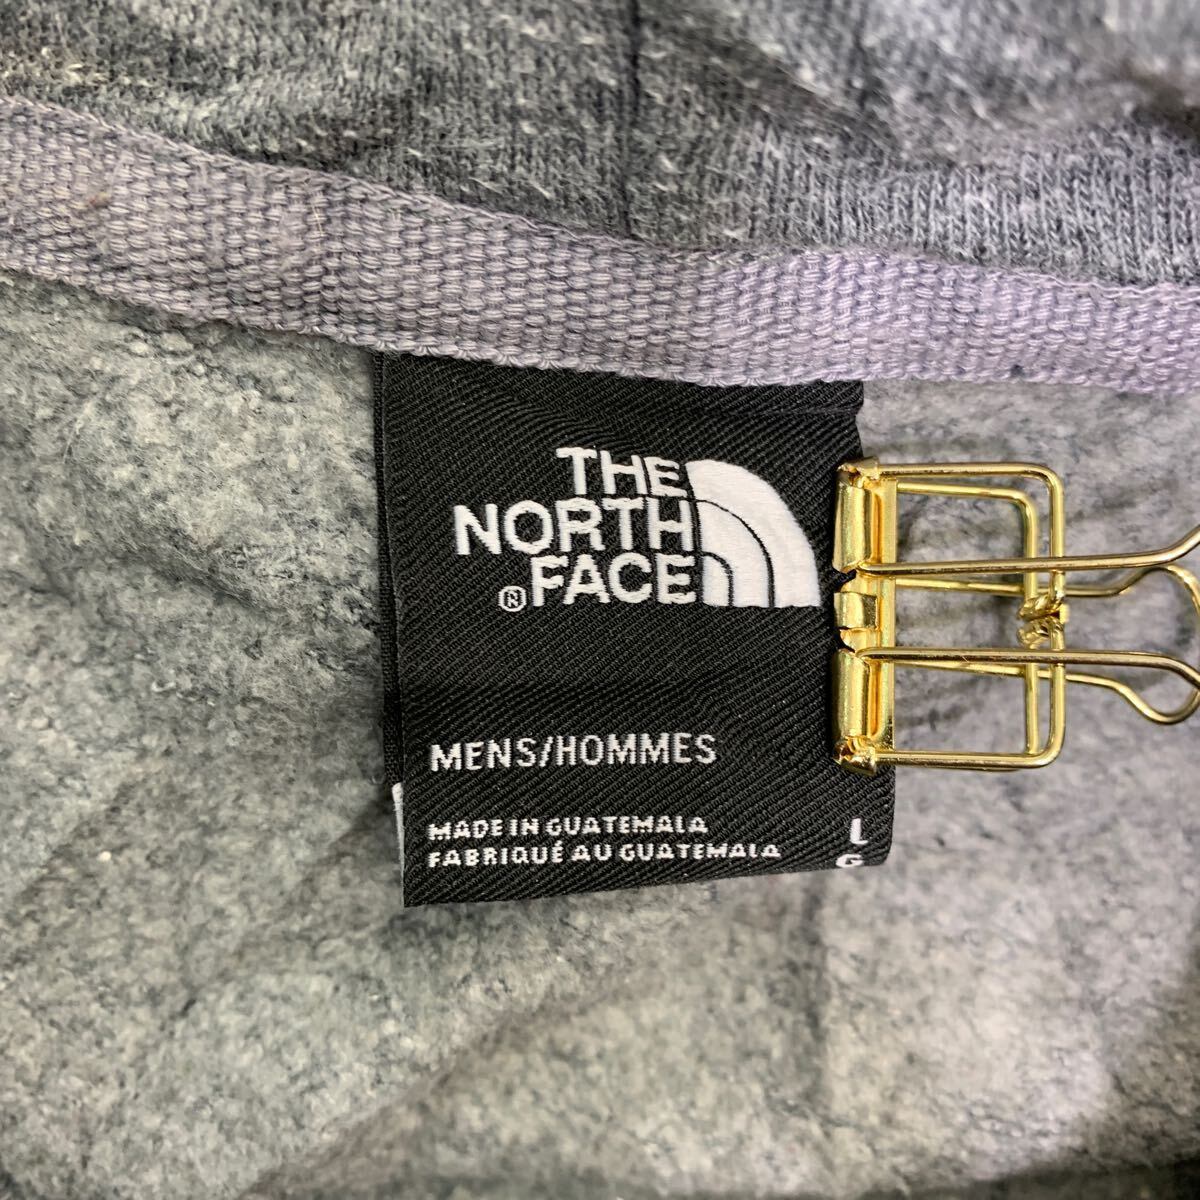 THE
NORTH
®FACE
MENS/HOMMES
MADE IN GUATEMALA
FABRIQUÉ AU GUATEMALA
L
G